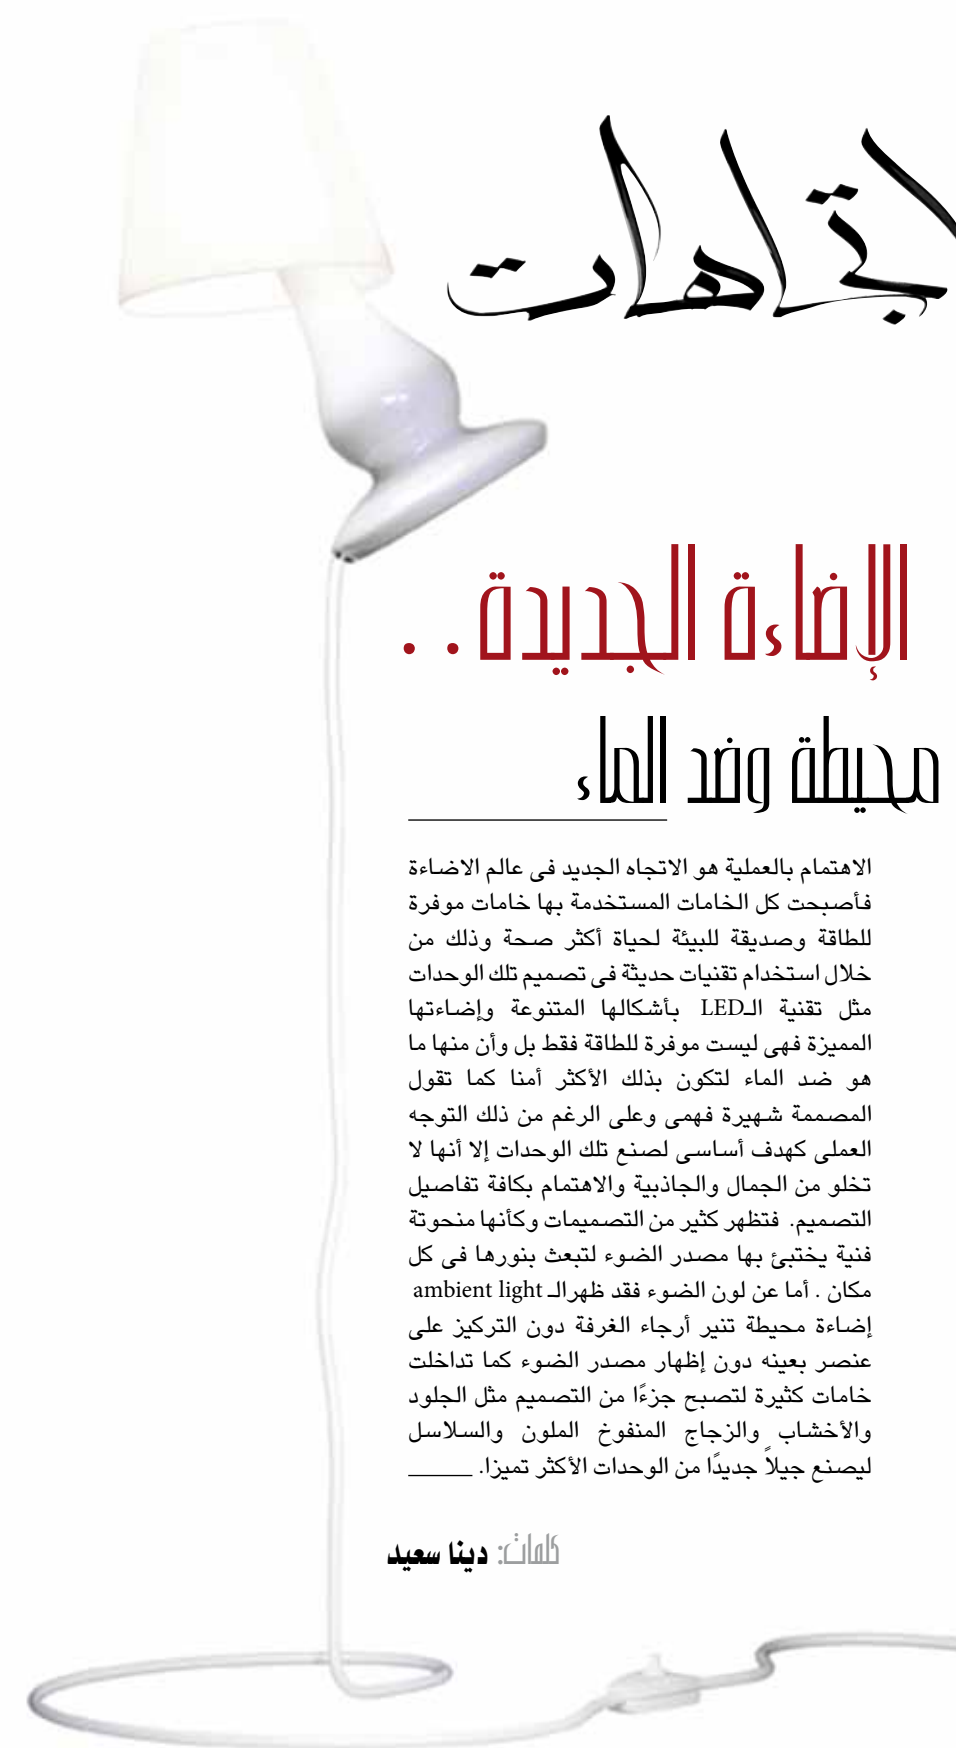 اتجاهات
الإضاءة الجديدة..
محيطة وضد الماء
الاهتمام بالعملية هو الاتجاه الجديد فى عالم الاضاءة
فأصبحت كل الخامات المستخدمة بها خامات موفرة
للطاقة وصديقة للبيئة لحياة أكثر صحة وذلك من
خلال استخدام تقنيات حديثة فى تصميم تلك الوحدات
مثل تقنية الـLED بأشكالها المتنوعة وإضاءتها
المميزة فهى ليست موفرة للطاقة فقط بل وأن منها ما
هو ضد الماء لتكون بذلك الأكثر أمنا كما تقول
المصممة شهيرة فهمى وعلى الرغم من ذلك التوجه
العملى كهدف أساسى لصنع تلك الوحدات إلا أنها لا
تخلو من الجمال والجاذبية والاهتمام بكافة تفاصيل
التصميم. فتظهر كثير من التصميمات وكأنها منحوتة
فنية يختبئ بها مصدر الضوء لتبعث بنورها فى كل
مكان . أما عن لون الضوء فقد ظهرالـ ambient light
إضاءة محيطة تنير أرجاء الغرفة دون التركيز على
عنصر بعينه دون إظهار مصدر الضوء كما تداخلت
خامات كثيرة لتصبح جزءًا من التصميم مثل الجلود
والأخشاب والزجاج المنفوخ الملون والسلاسل
ليصنع جيلاً جديدًا من الوحدات الأكثر تميزا.
كلمات: دينا سعيد